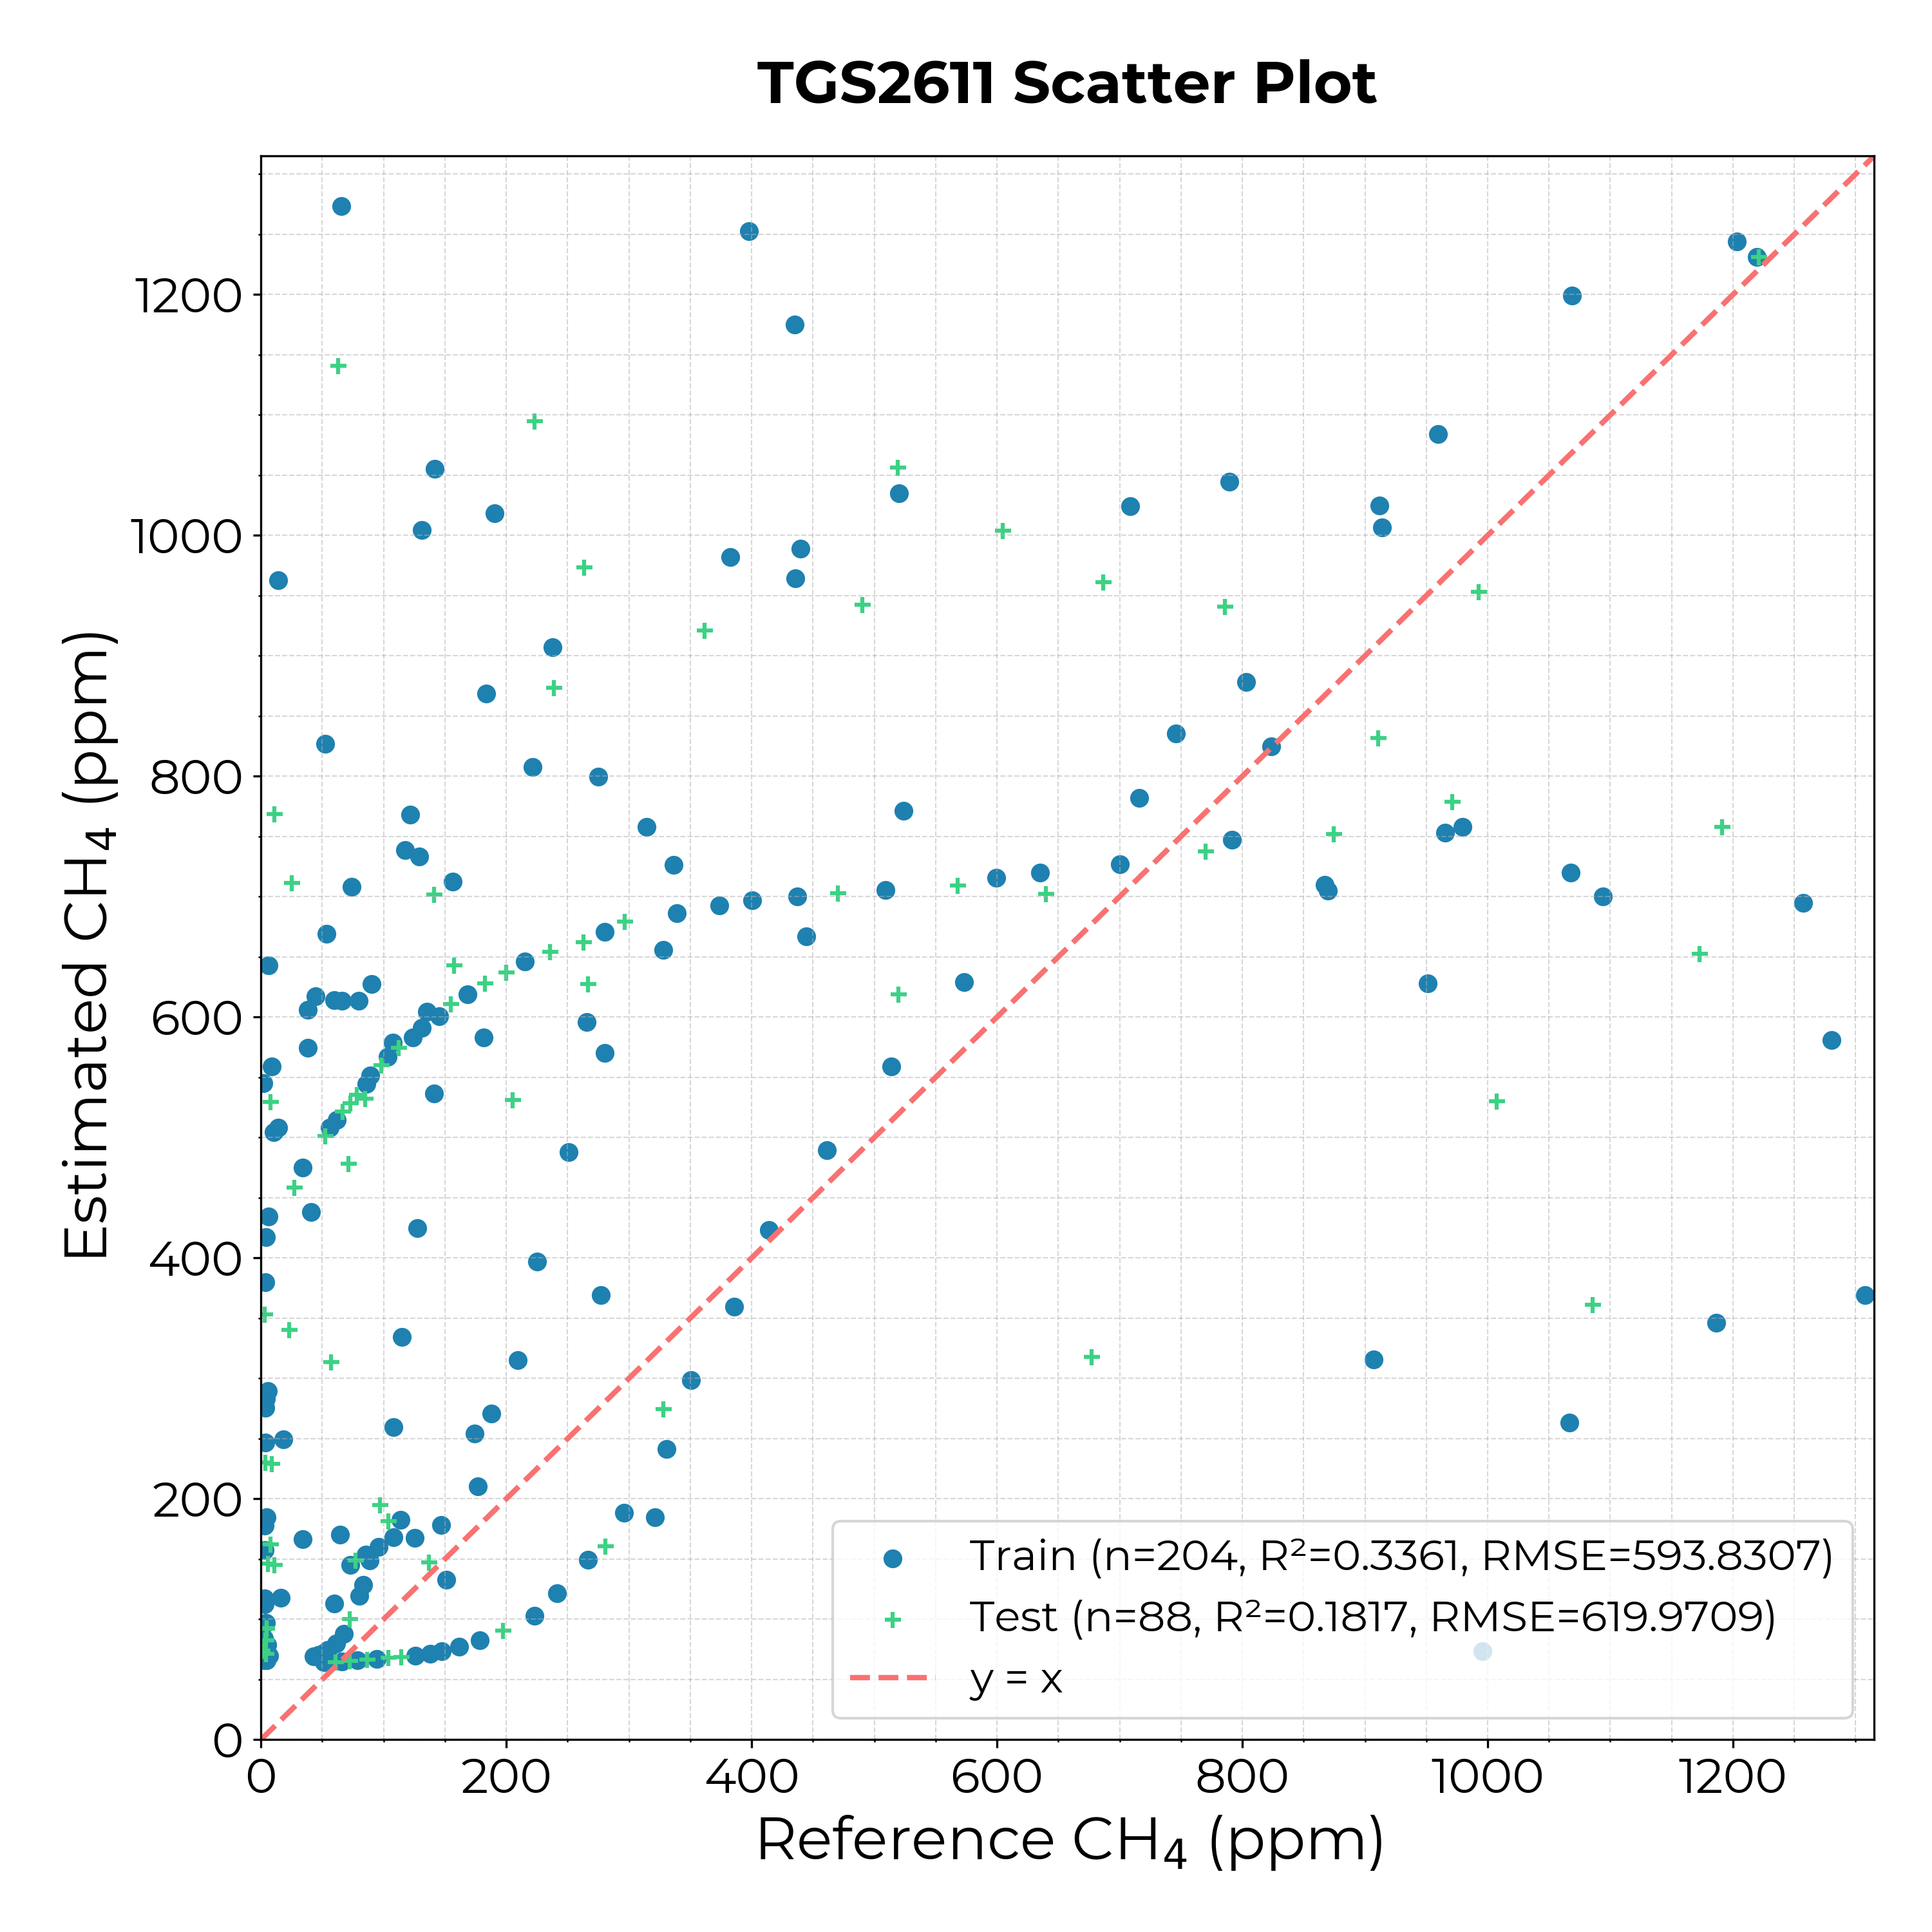 TGS2611 Scatter Plot
Estimated CH₄ (ppm)
1200
1000
800
600
400
200
0
Train (n=204, R²=0.3361, RMSE=593.8307)
Test (n=88, R²=0.1817, RMSE=619.9709)
y = x
0 200 400 600 800 1000 1200
Reference CH₄ (ppm)